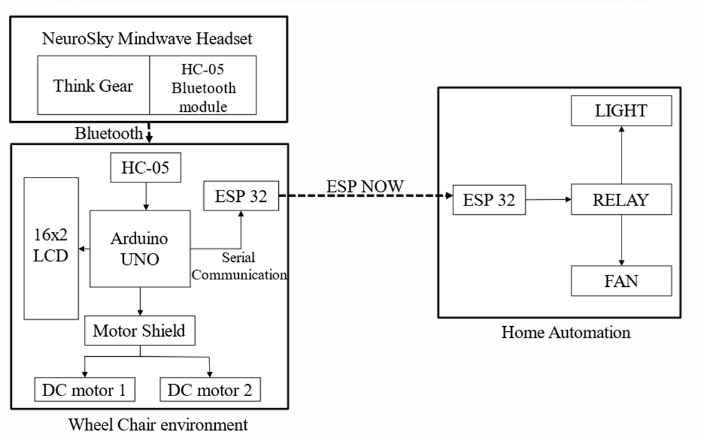 NeuroSky Mindwave Headset
Think Gear
HC-05
Bluetooth
module
Bluetooth
HC-05
ESP 32
16x2
LCD
Arduino
UNO
Serial
Communication
Motor Shield
DC motor 1
DC motor 2
Wheel Chair environment
ESP NOW
LIGHT
ESP 32
RELAY
FAN
Home Automation